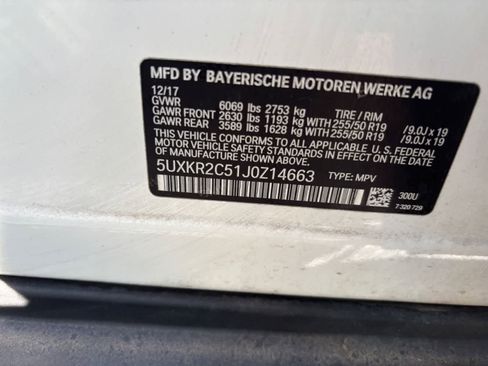 MFD BY BAYERISCHE MOTOREN WERKE AG
12/17
GVWR 6069 lbs 2753 kg TIRE / RIM
GAWR FRONT 2630 lbs 1193 kg WITH 255/50 R19 /9.0J x 19
GAWR REAR 3589 lbs 1628 kg WITH 255/50 R19 /9.0J x 19
THIS VEHICLE CONFORMS TO ALL APPLICABLE U.S. FEDERAL
MOTOR VEHICLE SAFETY STANDARDS IN EFFECT ON THE DATE
OF MANUFACTURE SHOWN ABOVE.
5UXKR2C51J0Z14663 TYPE: MPV
300U
7 320 729